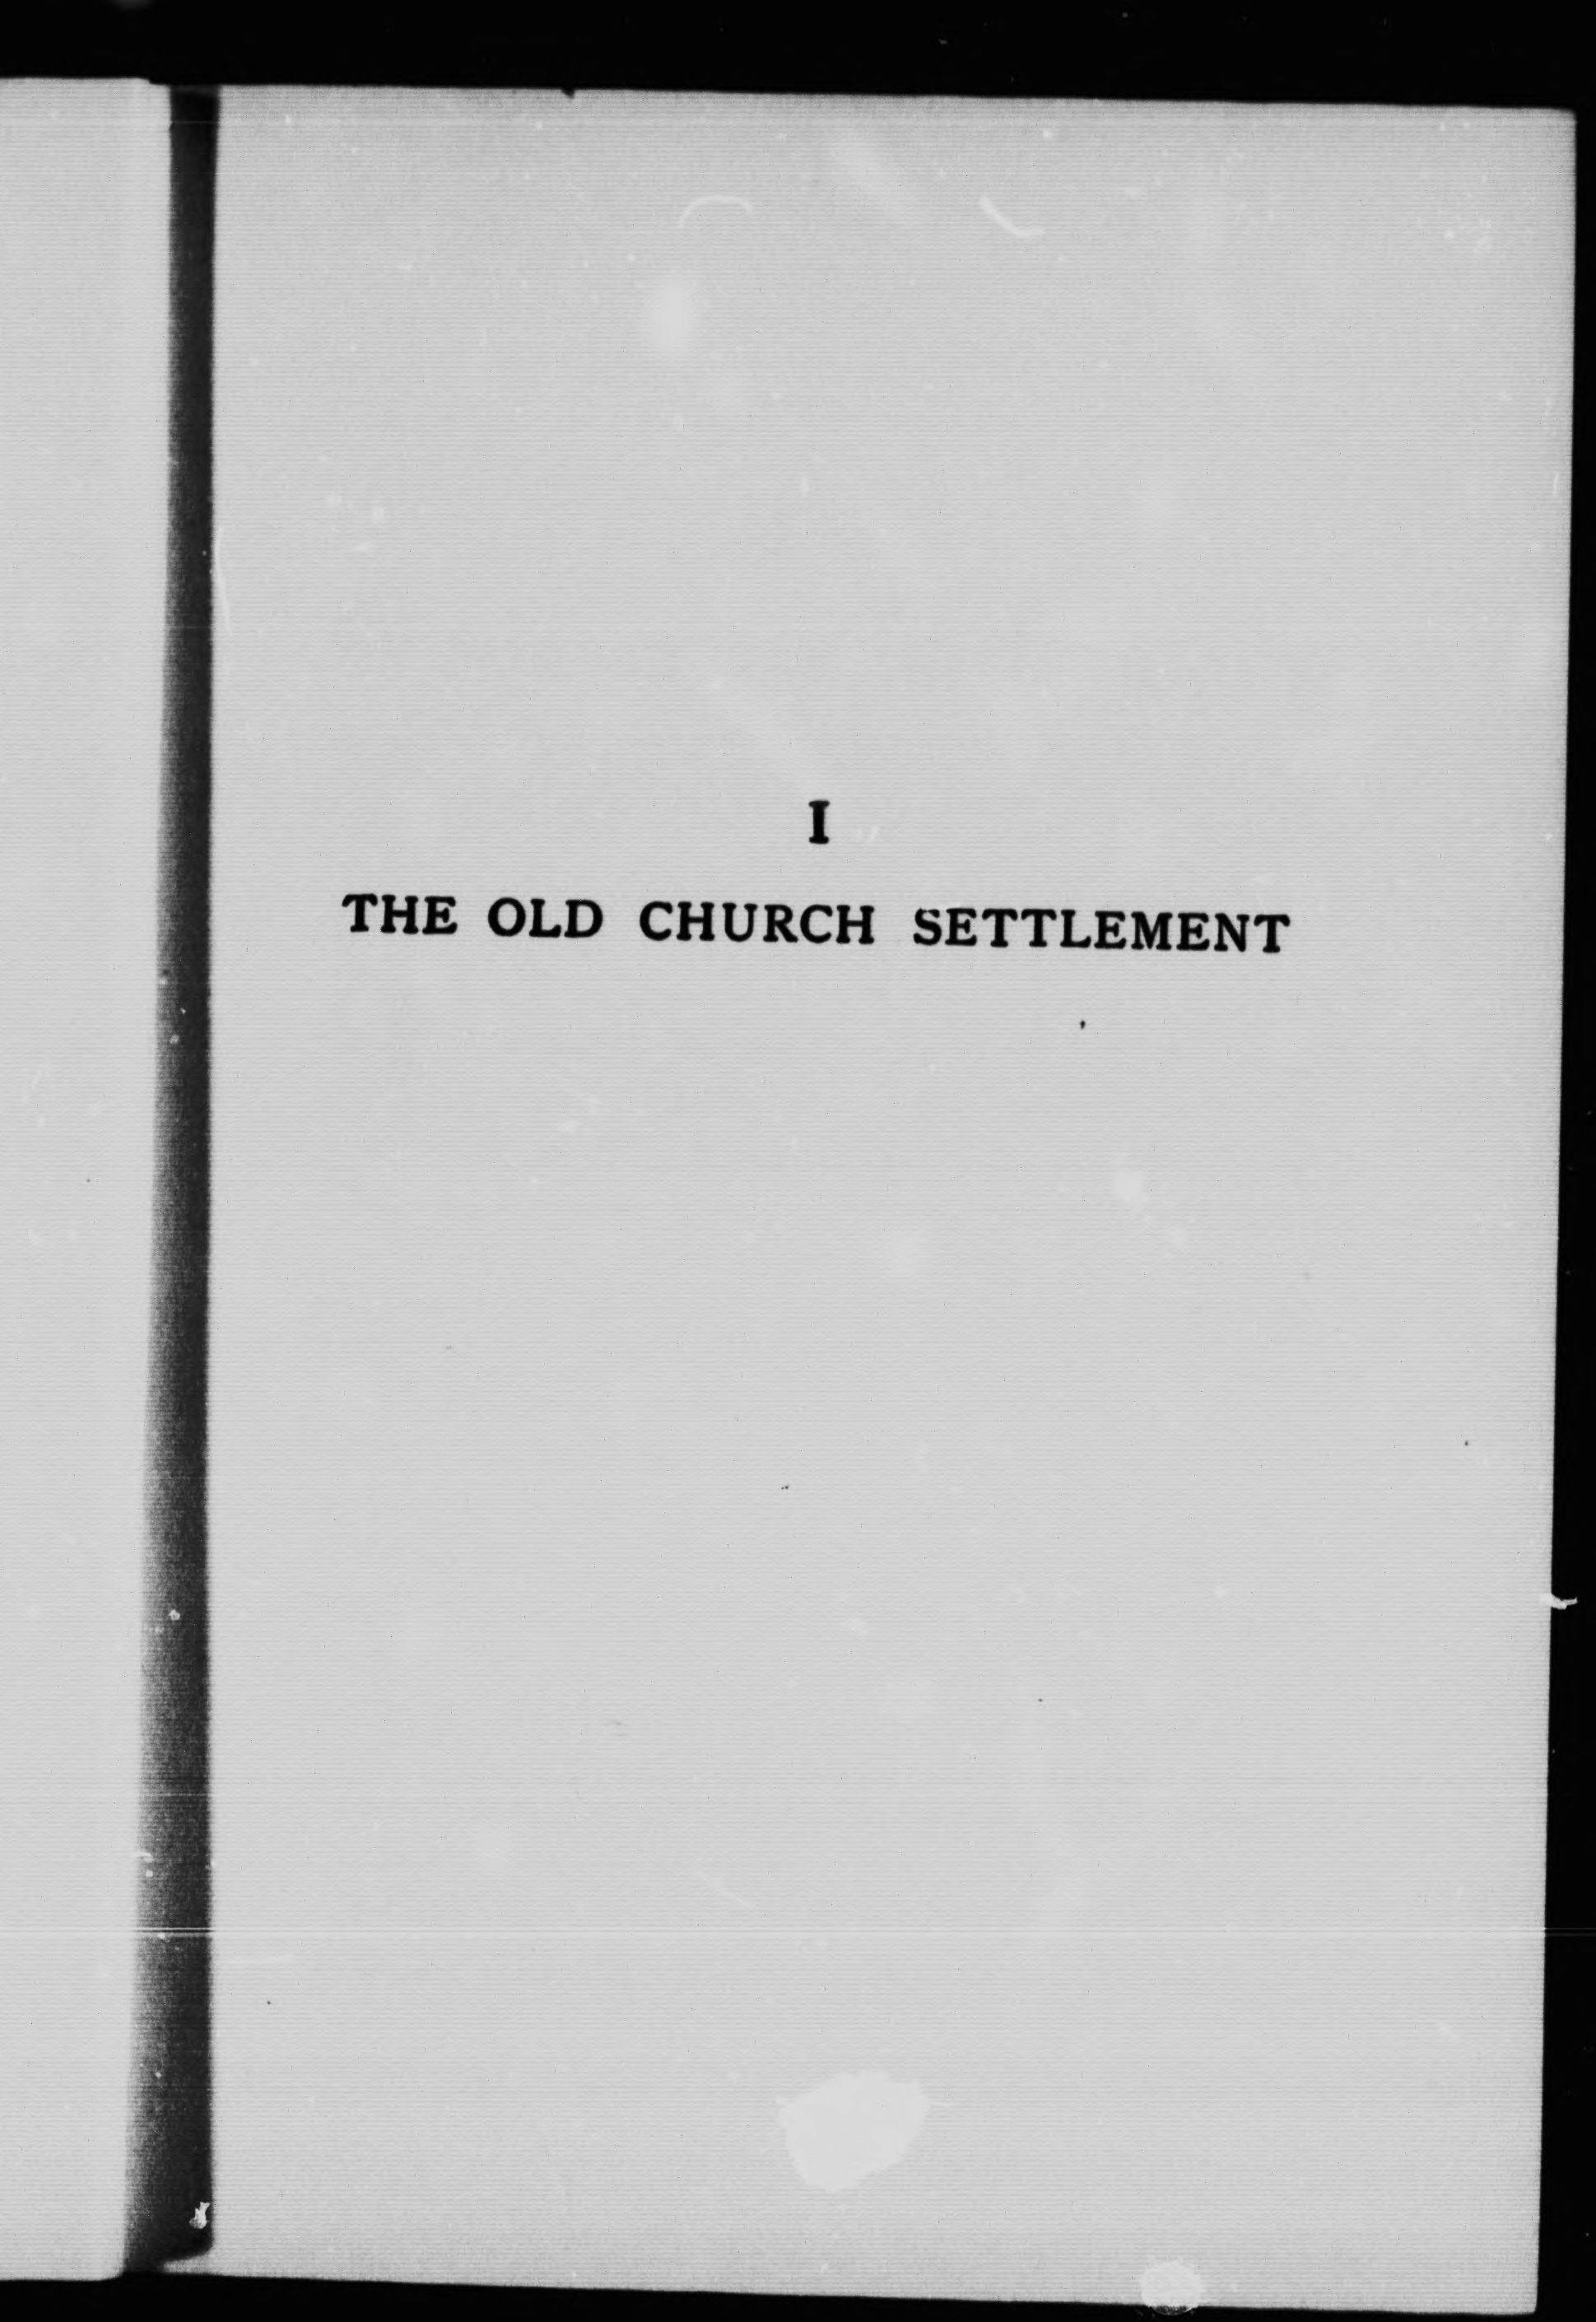 I
THE OLD CHURCH SETTLEMENT